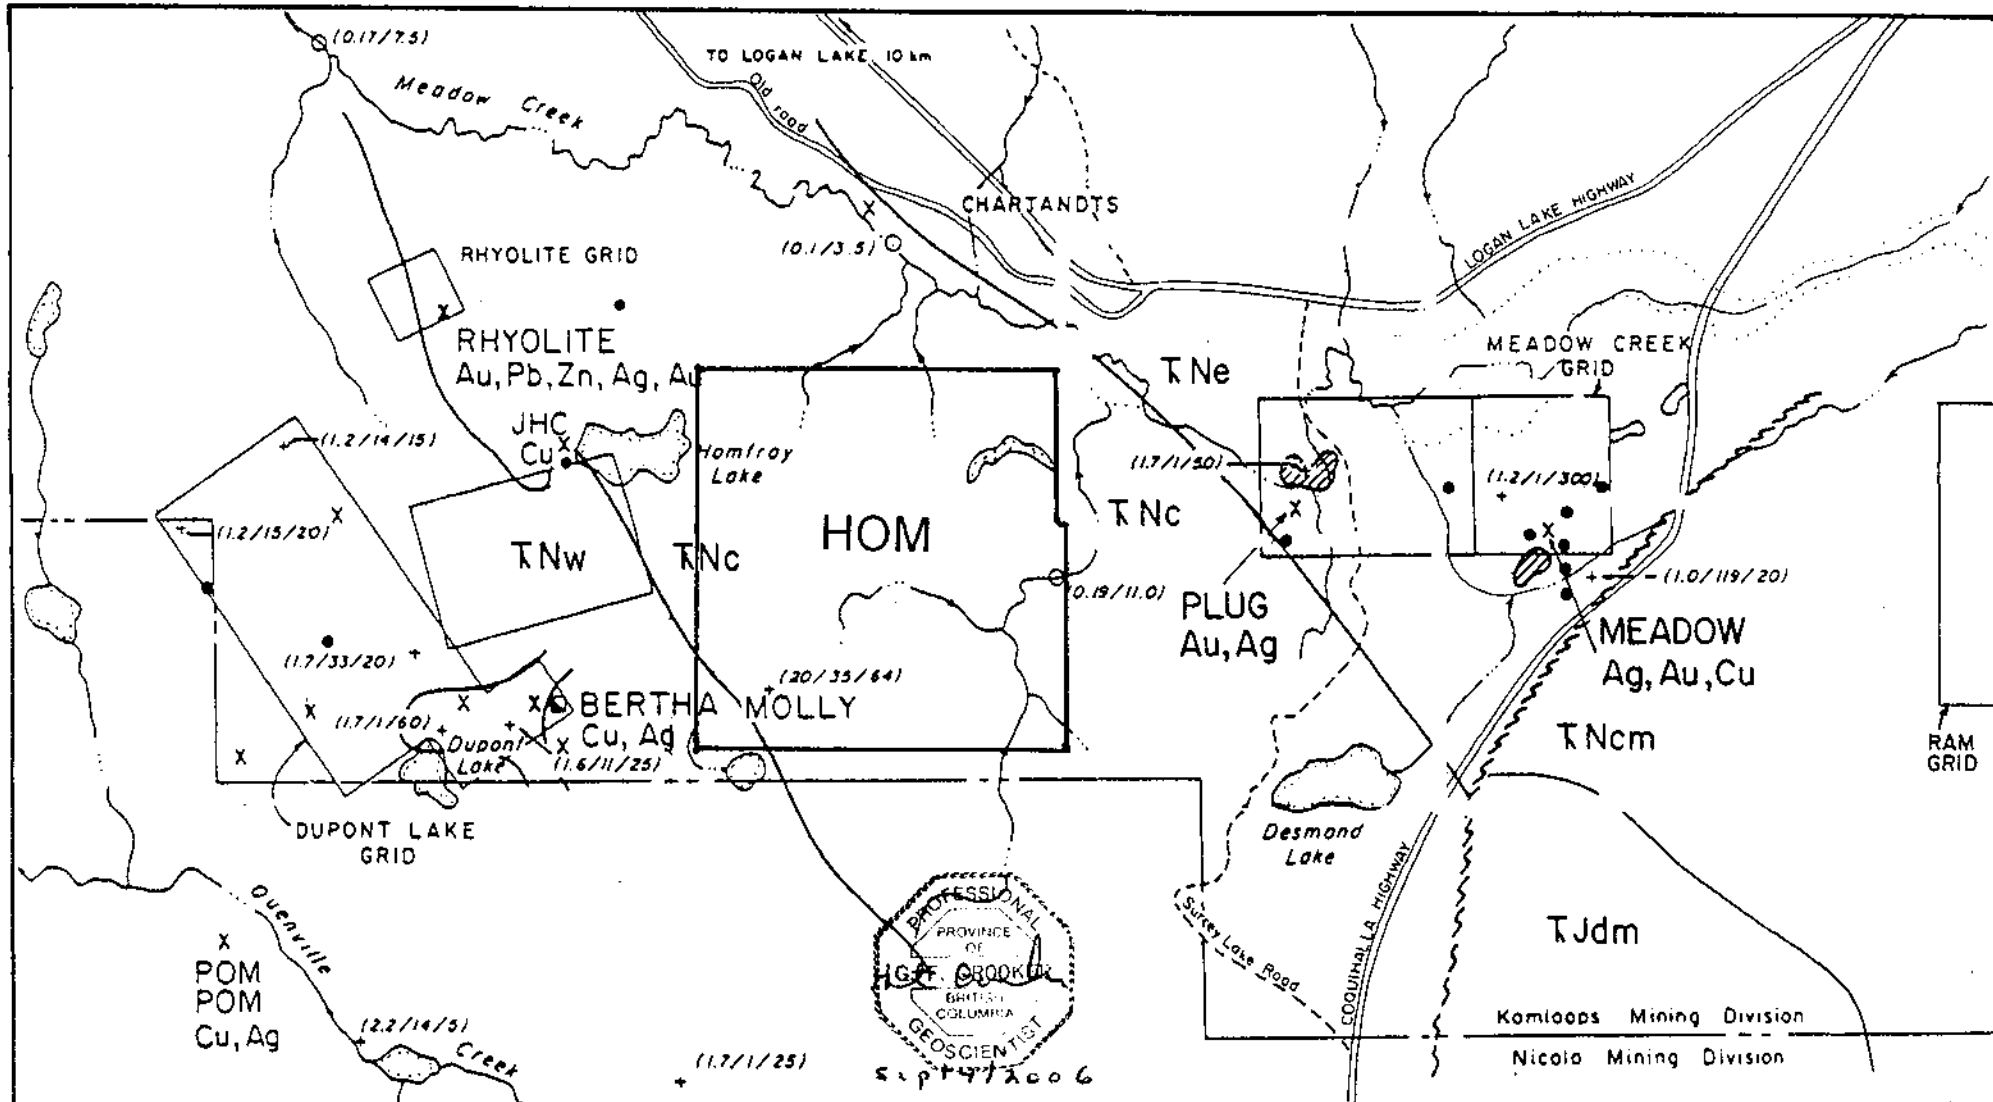 (0.17/7.5)
TO LOGAN LAKE 10 km
Old road
Meadow Creek
CHARTANDTS
(0.1/3.5)
LOGAN LAKE HIGHWAY
RHYOLITE GRID
RHYOLITE
Au, Pb, Zn, Ag, Au
MEADOW CREEK
GRID
ꞆNe
JHC
Cu
Homfray
Lake
(1.2/14/15)
(1.7/1/50)
(1.2/1/300)
HOM
ꞆNc
(1.2/15/20)
ꞆNw
ꞆNc
(0.19/11.0)
(1.0/119/20)
PLUG
Au, Ag
MEADOW
Ag, Au, Cu
(1.7/33/20)
(20/35/64)
BERTHA MOLLY
Cu, Ag
(1.7/1/60)
Dupont
Lake
(1.6/11/25)
ꞆNcm
RAM
GRID
DUPONT LAKE
GRID
Desmond
Lake
COQUIHALLA HIGHWAY
Surrey Lake Road
Quenville
Creek
PROFESSIONAL
PROVINCE
OF
BRITISH
COLUMBIA
GEOSCIENTIST
ꞆJdm
POM
POM
Cu, Ag
(2.2/14/5)
(1.7/1/25)
Kamloops Mining Division
Nicola Mining Division